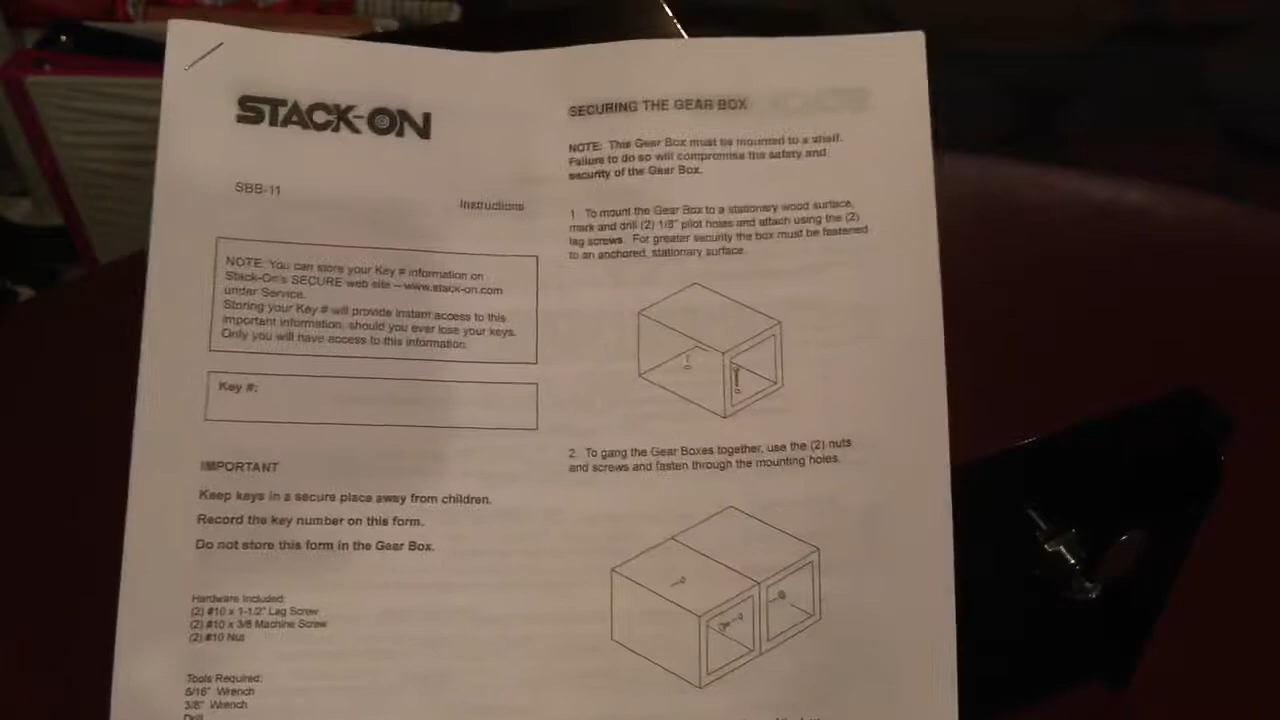 STACK-ON
SBB-11
Instructions
NOTE: You can store your Key # information on
Stack-On's SECURE web site – www.stack-on.com
under Service.
Storing your Key # will provide instant access to this
important information, should you ever lose your keys.
Only you will have access to this information.
Key #:
IMPORTANT
Keep keys in a secure place away from children.
Record the key number on this form.
Do not store this form in the Gear Box.
Hardware Included:
(2) #10 x 1-1/2" Lag Screw
(2) #10 x 3/8 Machine Screw
(2) #10 Nut
Tools Required:
5/16" Wrench
3/8" Wrench
Drill
SECURING THE GEAR BOX
NOTE: This Gear Box must be mounted to a shelf.
Failure to do so will compromise the safety and
security of the Gear Box.
1. To mount the Gear Box to a stationary wood surface,
mark and drill (2) 1/8" pilot holes and attach using the (2)
lag screws. For greater security the box must be fastened
to an anchored, stationary surface.
2. To gang the Gear Boxes together, use the (2) nuts
and screws and fasten through the mounting holes.